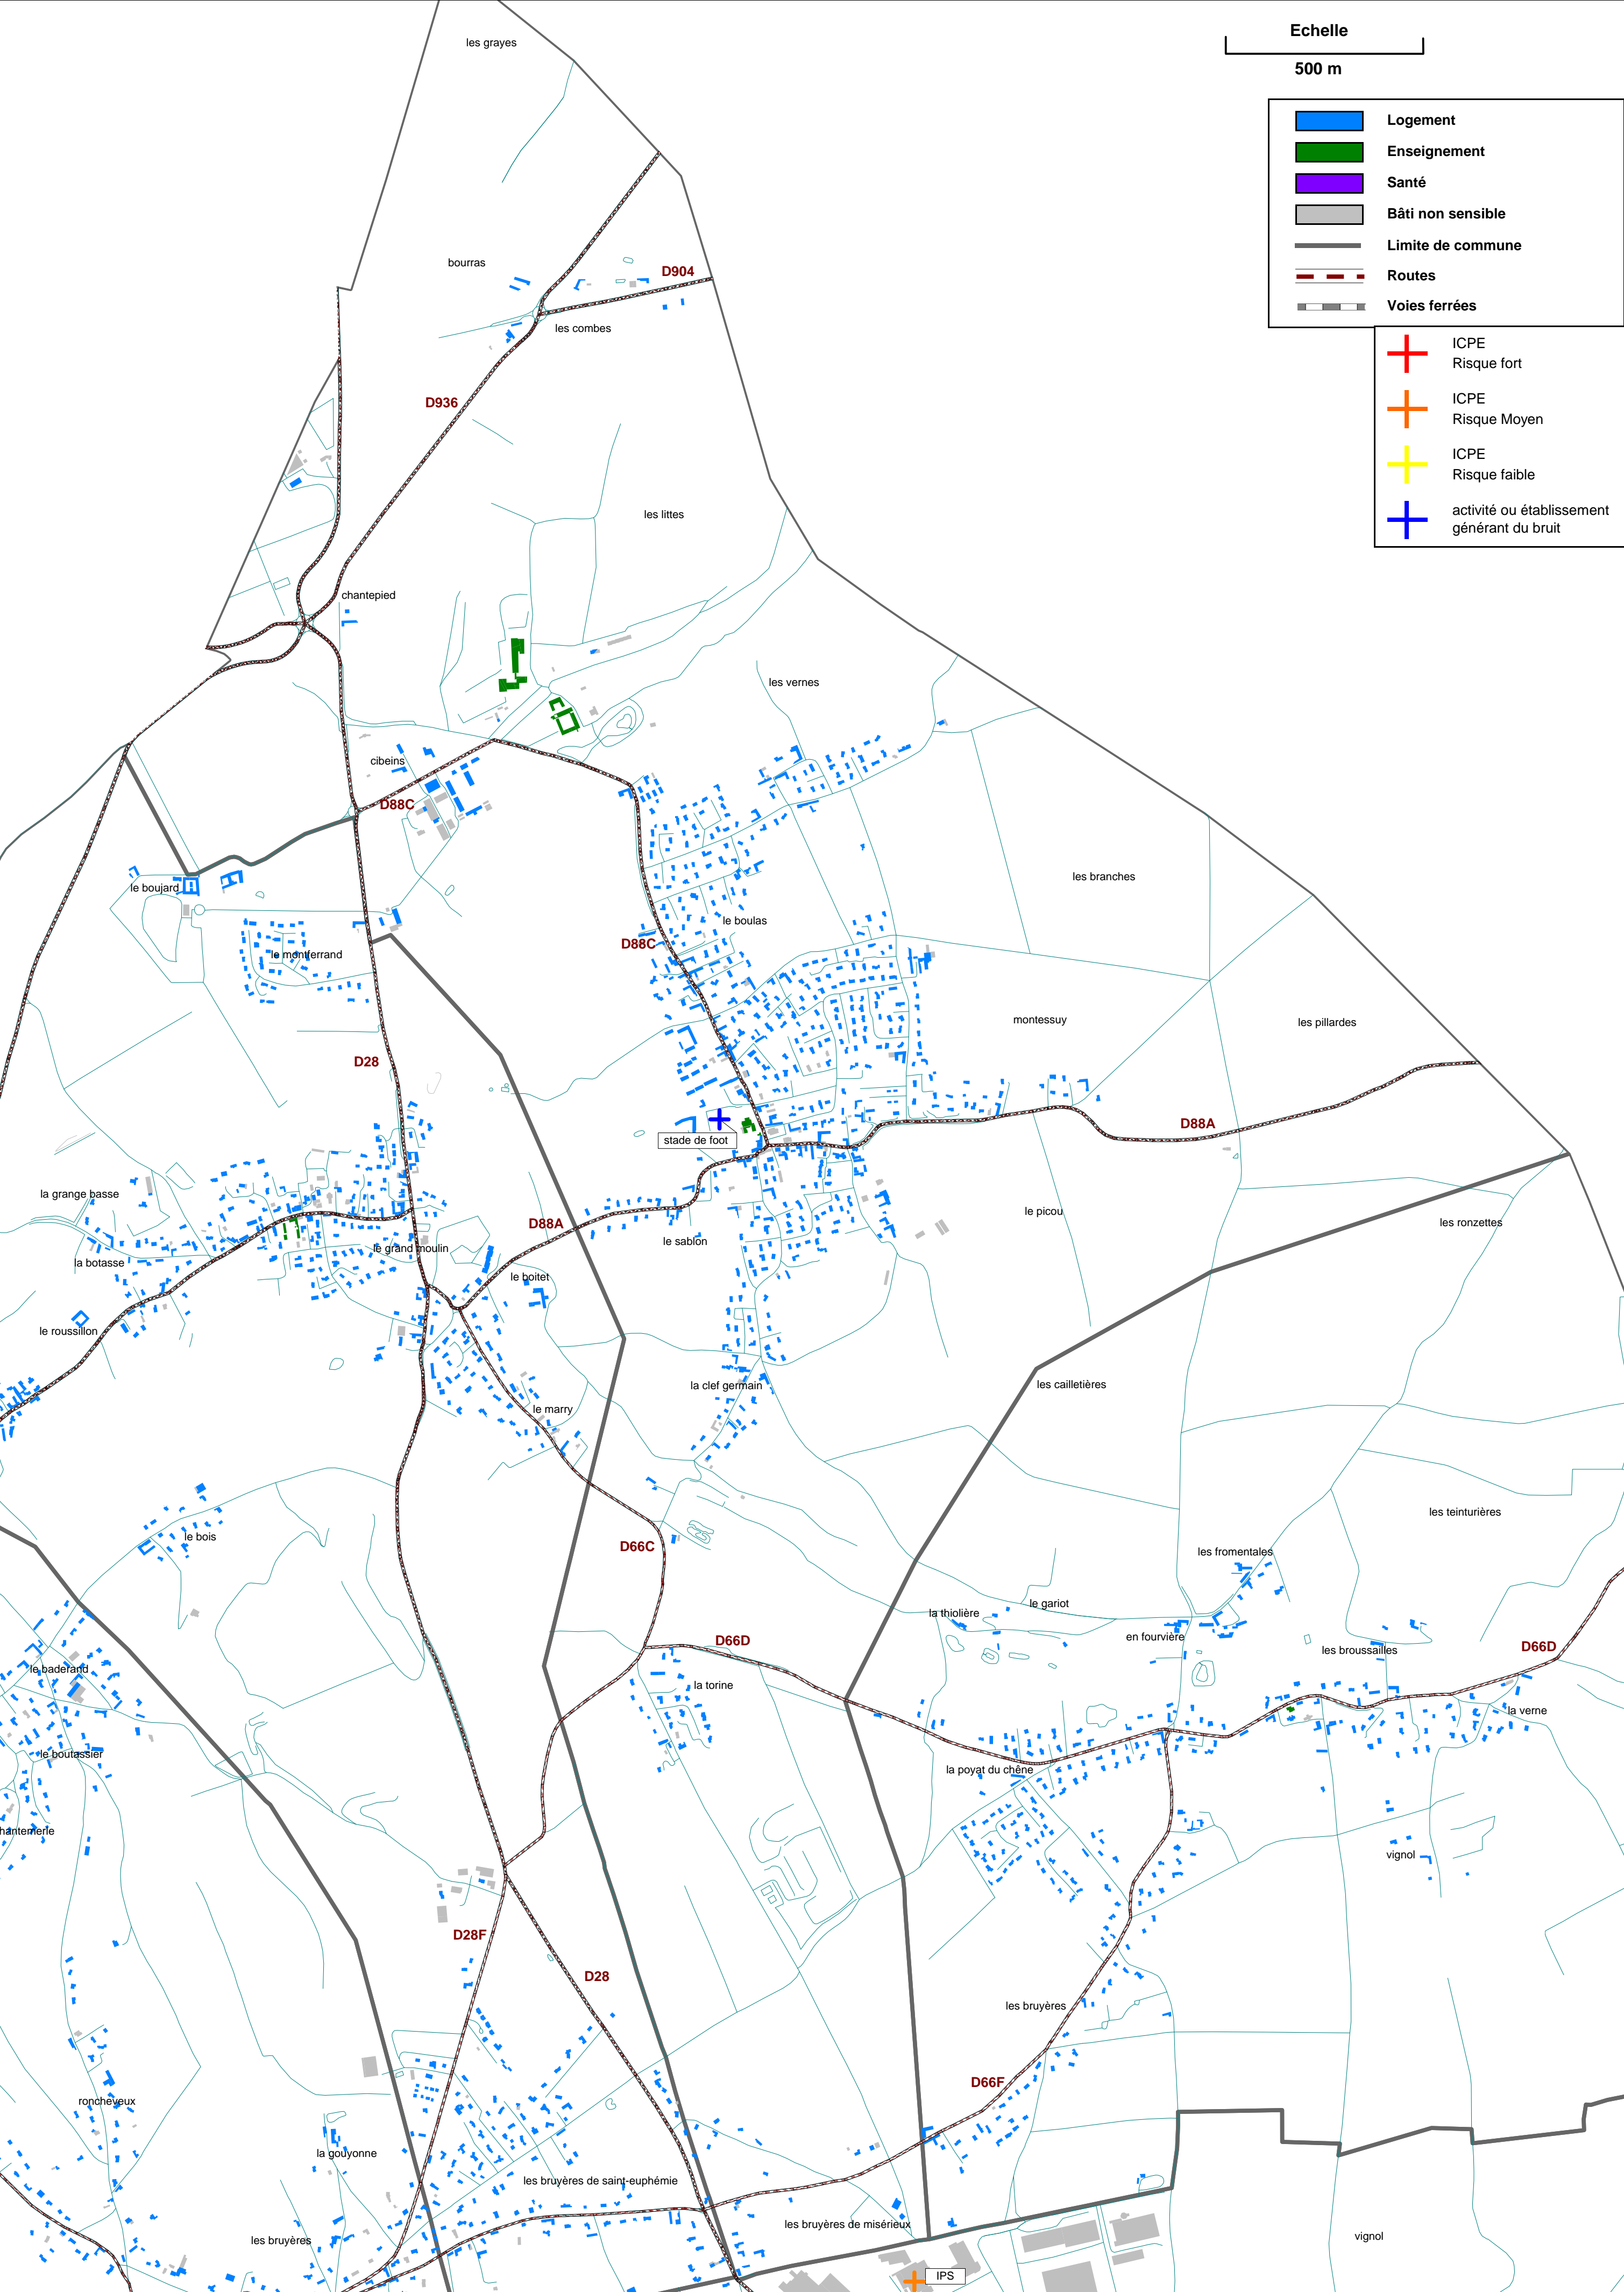 Echelle
500 m
Logement
Enseignement
Santé
Bâti non sensible
Limite de commune
Routes
Voies ferrées
ICPE
Risque fort
ICPE
Risque Moyen
ICPE
Risque faible
activité ou établissement
générant du bruit
les grayes
bourras
D904
les combes
D936
les littes
chantepied
les vernes
cibeins
D88C
les branches
le boujard
le boulas
D88C
le montferrand
montessuy
les pillardes
D28
D88A
stade de foot
la grange basse
le picou
les ronzettes
D88A
le sablon
le grand moulin
la botasse
le boitet
le roussillon
la clef germain
les cailletières
le marry
les teinturières
le bois
D66C
les fromentales
le gariot
la thiolière
en fourvière
D66D
les broussailles
D66D
le baderand
la torine
la verne
le boutassier
la poyat du chêne
hantemerle
vignol
D28F
D28
les bruyères
D66F
roncheveux
la gouyonne
les bruyères de saint-euphémie
les bruyères de misérieux
les bruyères
vignol
IPS